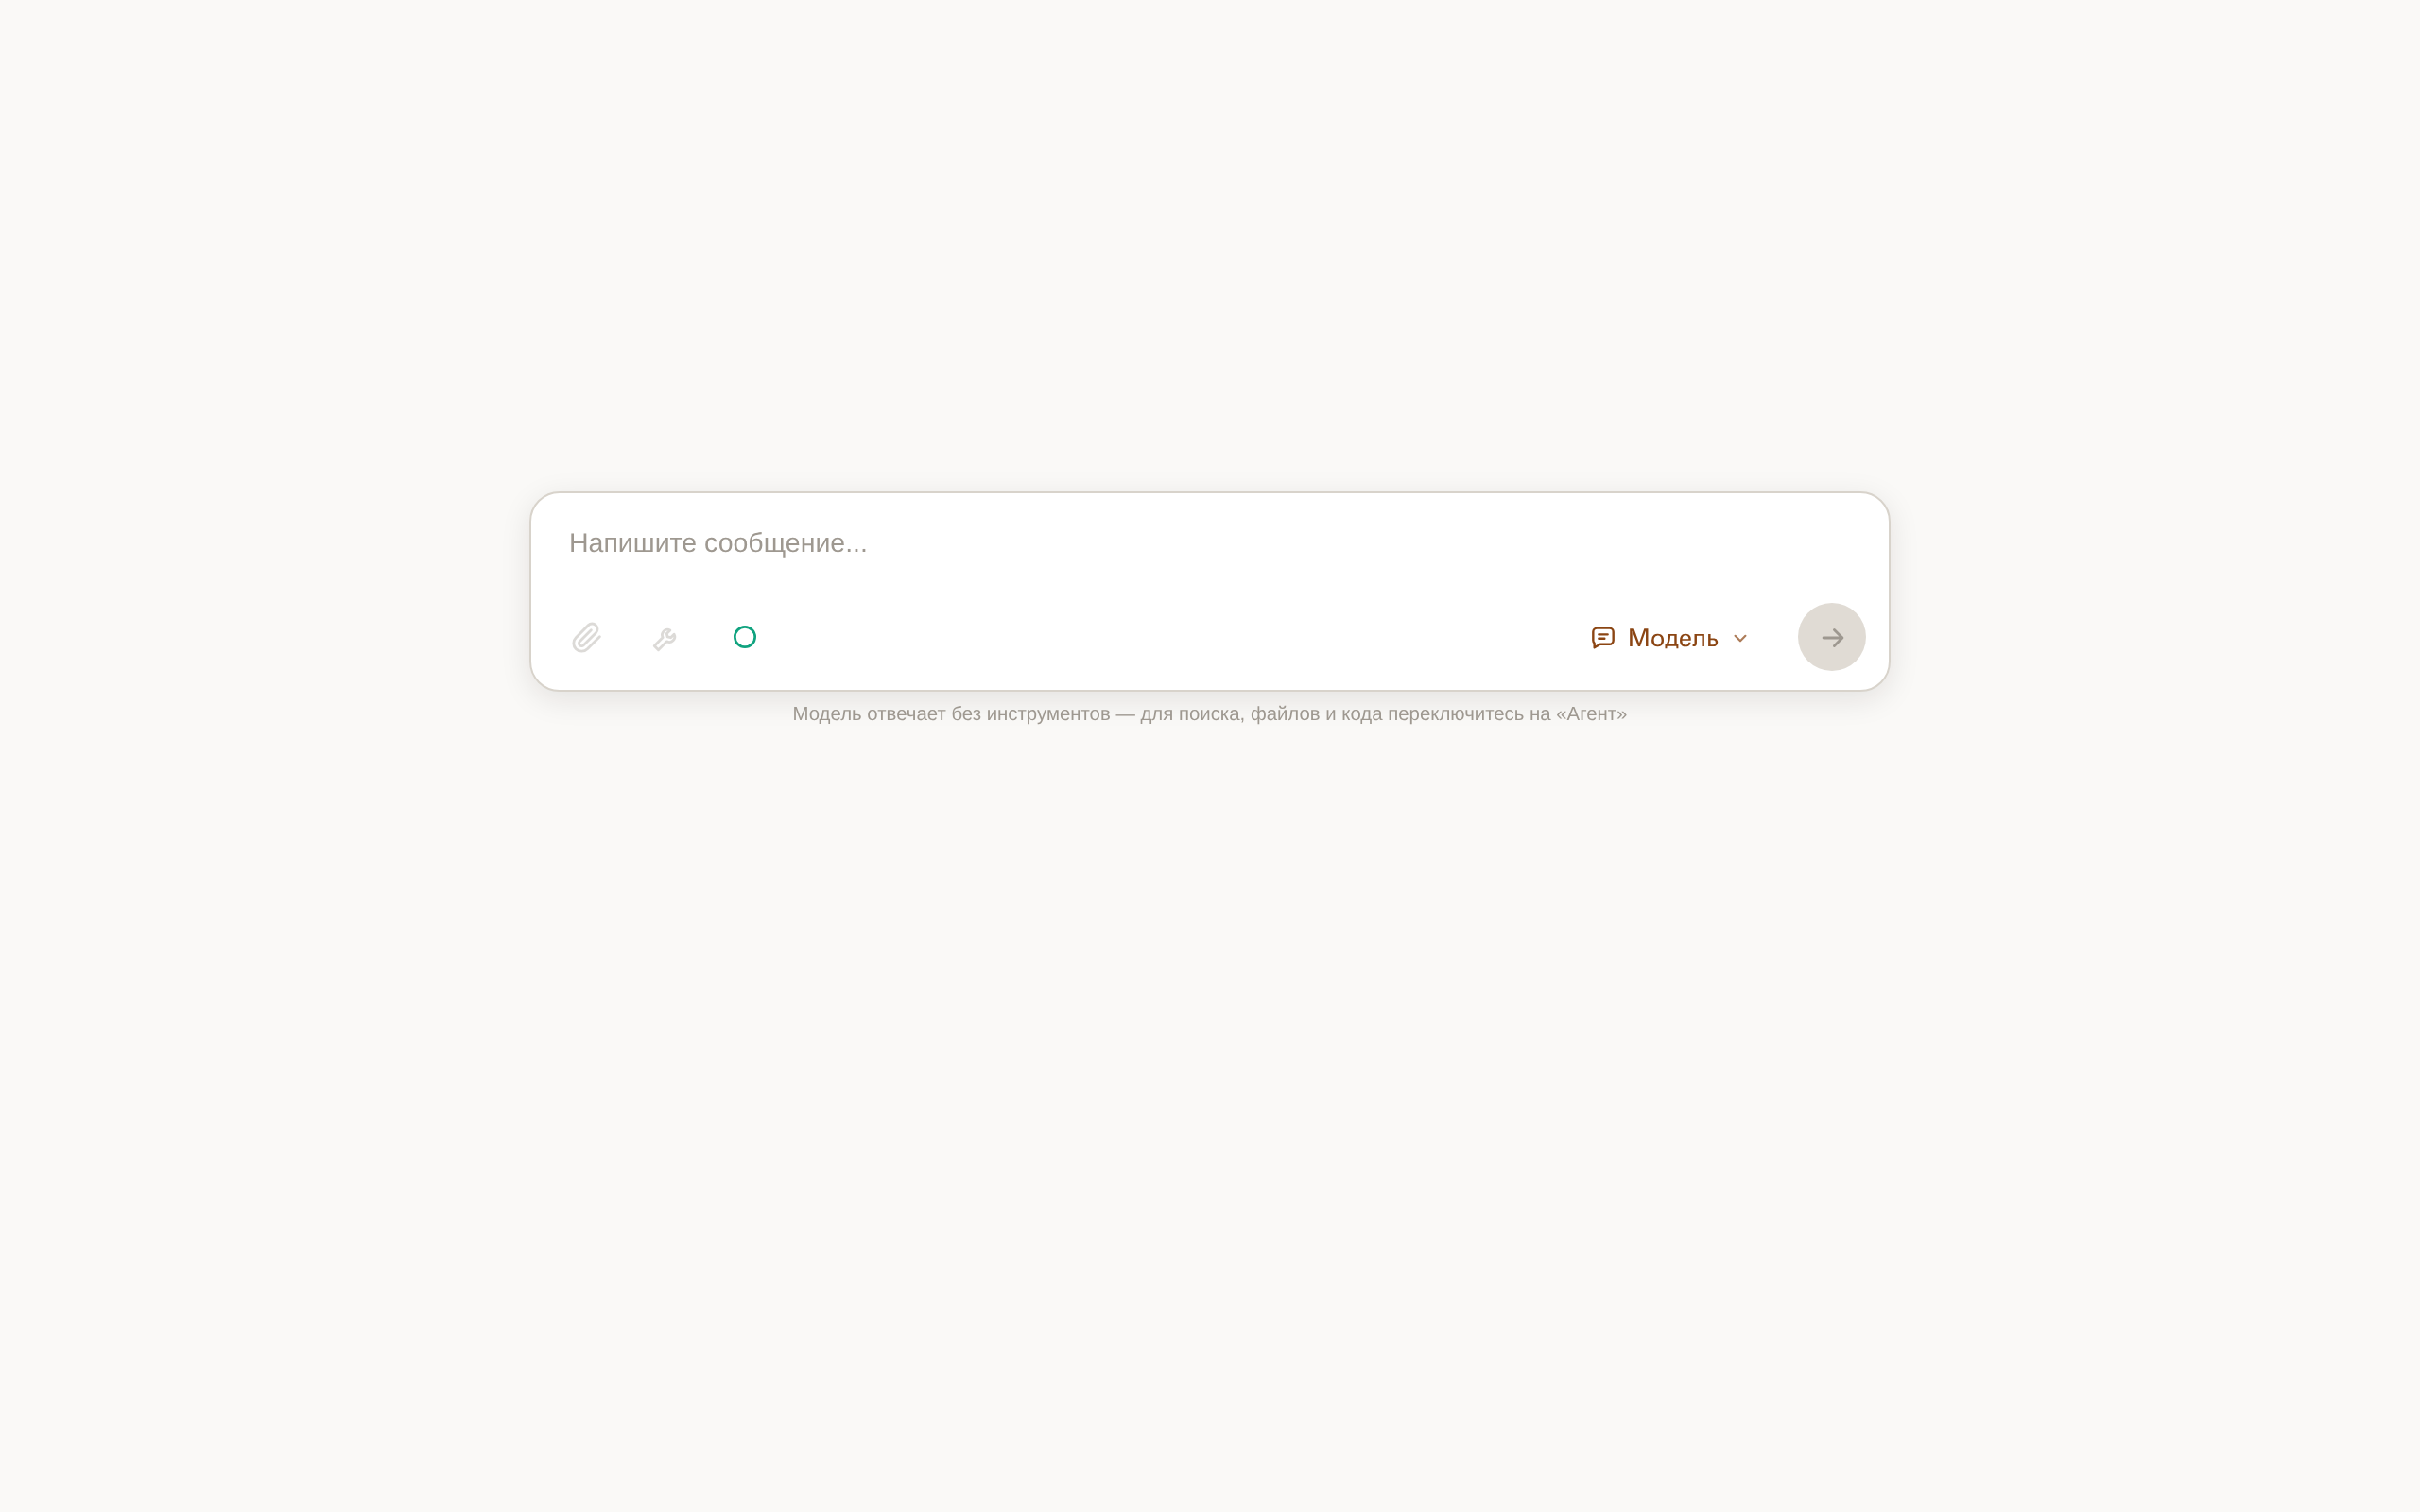 Напишите сообщение...
Модель
Модель отвечает без инструментов — для поиска, файлов и кода переключитесь на «Агент»